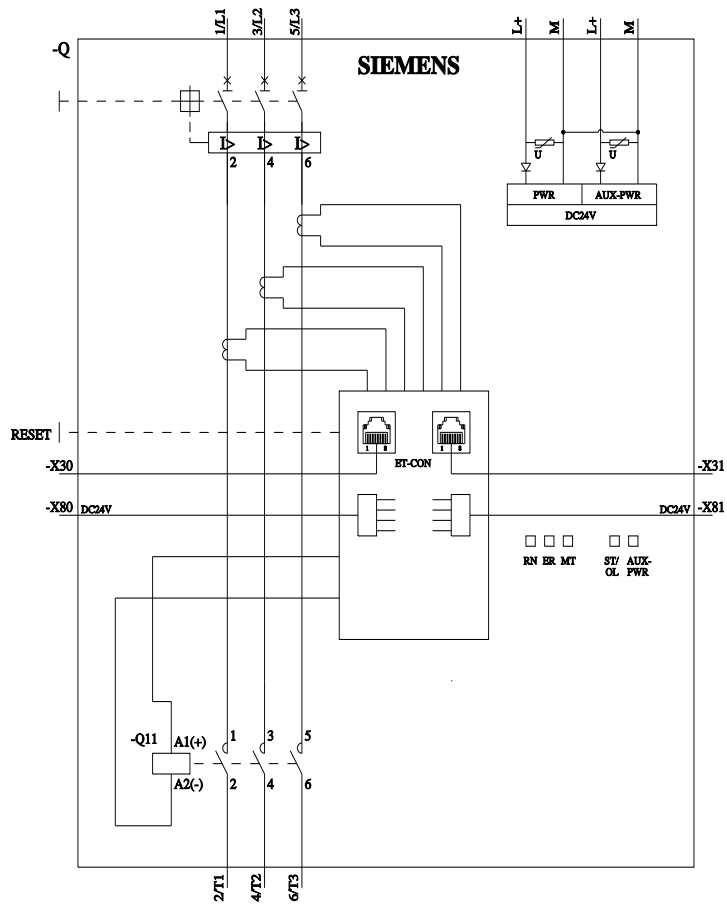 1/L1 3/L2 5/L3
L+ M L+ M
-Q
SIEMENS
I> I> I>
2 4 6
U U
PWR AUX-PWR
DC24V
RESET
1 8 1 8
ET-CON
-X30 -X31
-X80 DC24V DC24V -X81
RN ER MT ST/ AUX-
OL PWR
-Q11 A1(+) 1 3 5
A2(-) 2 4 6
2/T1 4/T2 6/T3